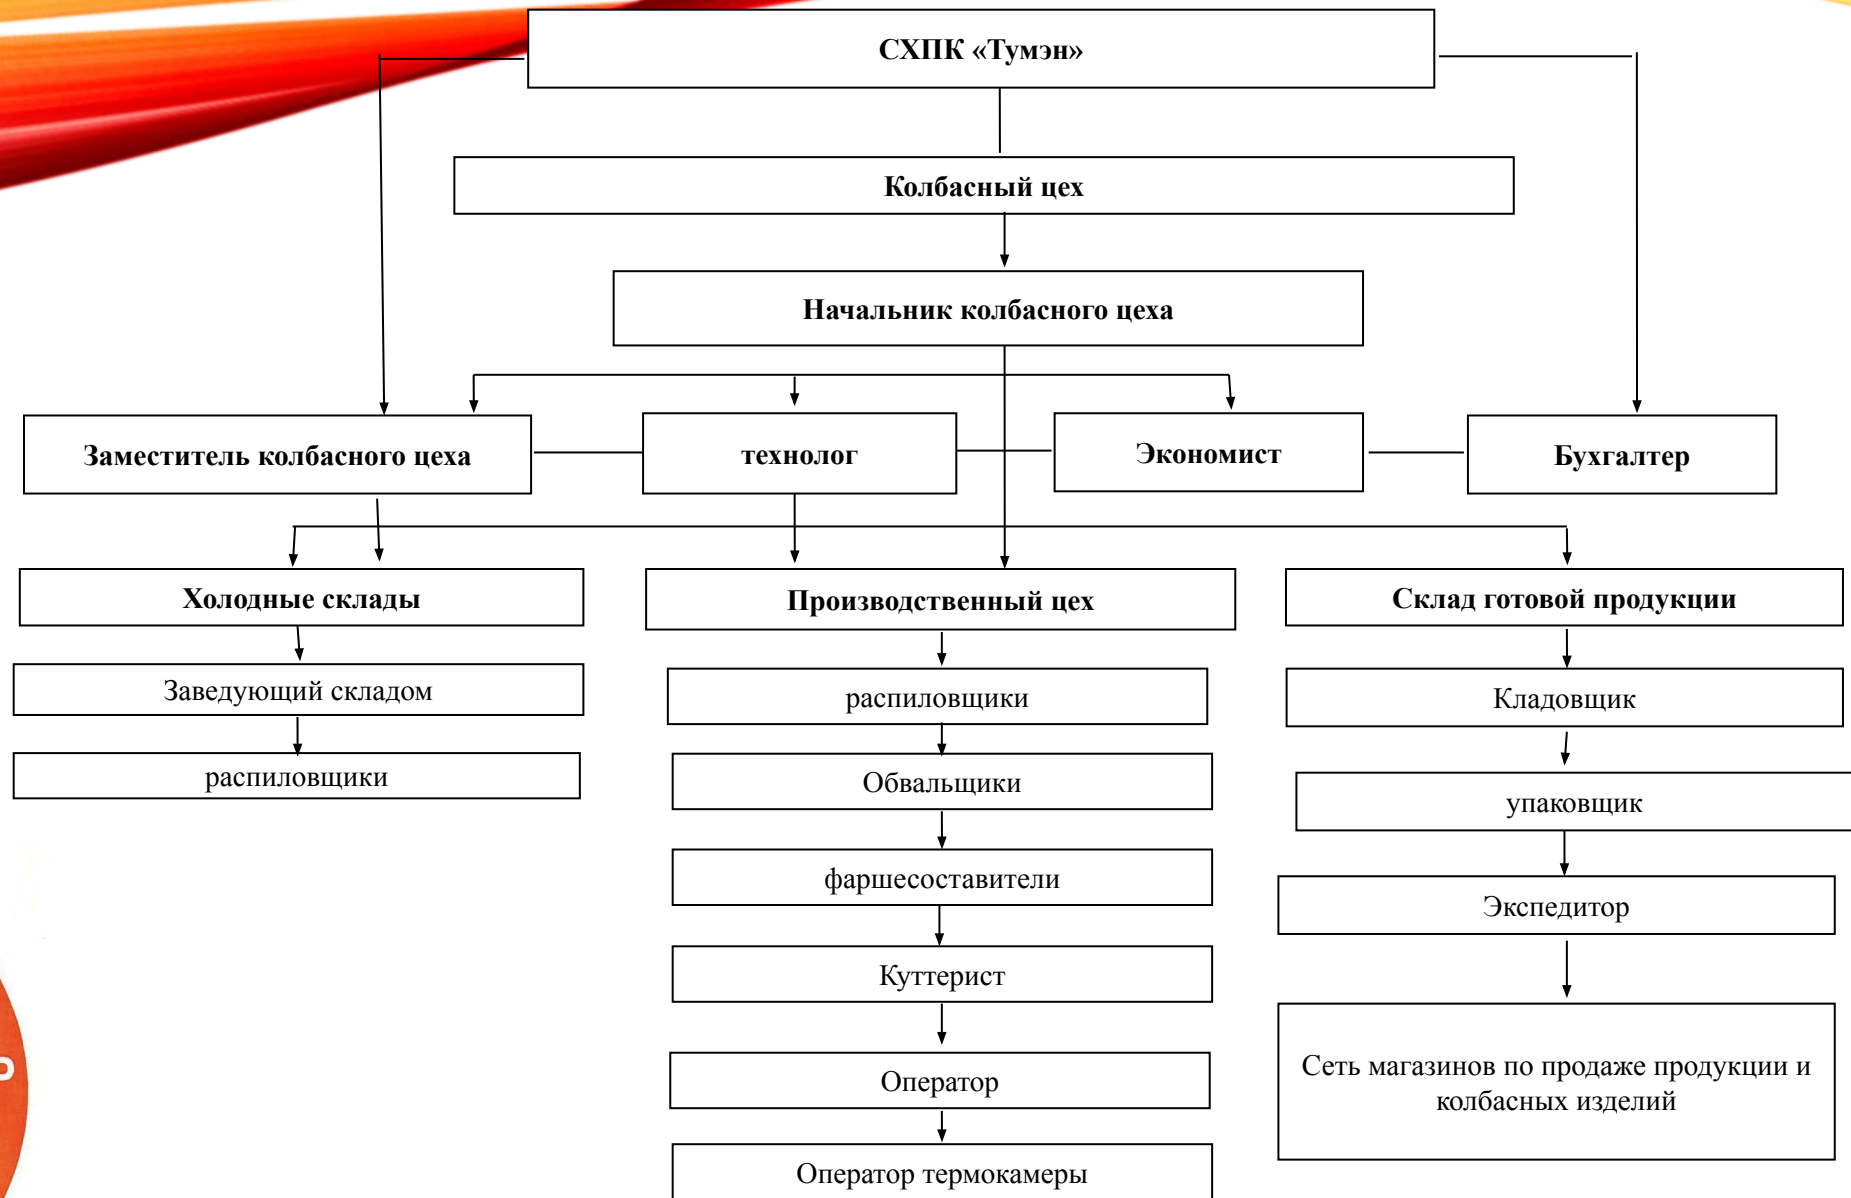 СХПК «Тумэн»
Колбасный цех
Начальник колбасного цеха
Заместитель колбасного цеха
технолог
Экономист
Бухгалтер
Холодные склады
Производственный цех
Склад готовой продукции
Заведующий складом
распиловщики
распиловщики
Обвальщики
фаршесоставители
Куттерист
Оператор
Оператор термокамеры
Кладовщик
упаковщик
Экспедитор
Сеть магазинов по продаже продукции и
колбасных изделий